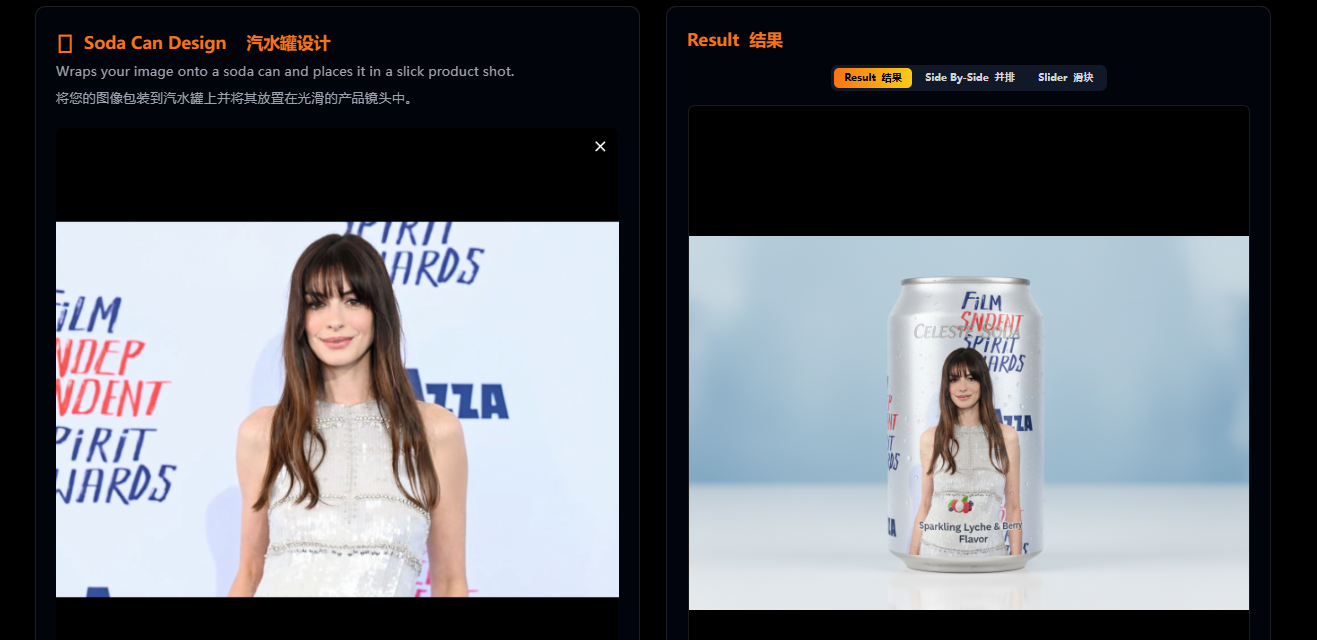 Soda Can Design 汽水罐设计
Wraps your image onto a soda can and places it in a slick product shot.
将您的图像包装到汽水罐上并将其放置在光滑的产品镜头中。
SPIRIT
WARDS
FiLM
NDEP
NDENT
SPIRIT
WARDS
AZZA
Result 结果
Result 结果
Side By-Side 并排
Slider 滑块
FiLM
SNDENT
CELESTE SODA
SPIRIT
ARDS
AZZA
Sparkling Lyche & Berry
Flavor